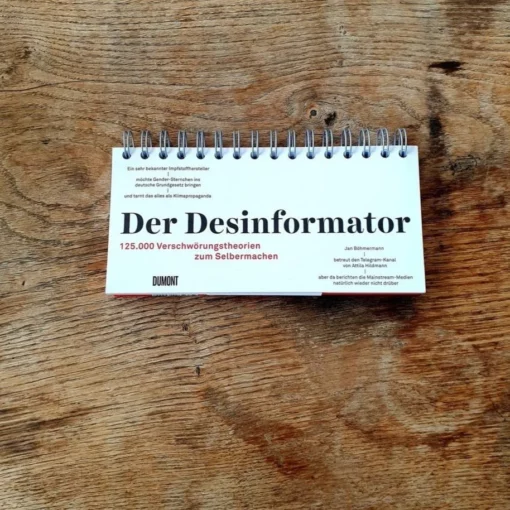 Ein sehr bekannter Impfstoffhersteller
möchte Gender-Sternchen ins
deutsche Grundgesetz bringen
und tarnt das alles als Klimapropaganda
Der Desinformator
125.000 Verschwörungstheorien
zum Selbermachen
Jan Böhmermann
betreut den Telegram-Kanal
von Attila Hildmann
aber da berichten die Mainstream-Medien
natürlich wieder nicht drüber
DUMONT